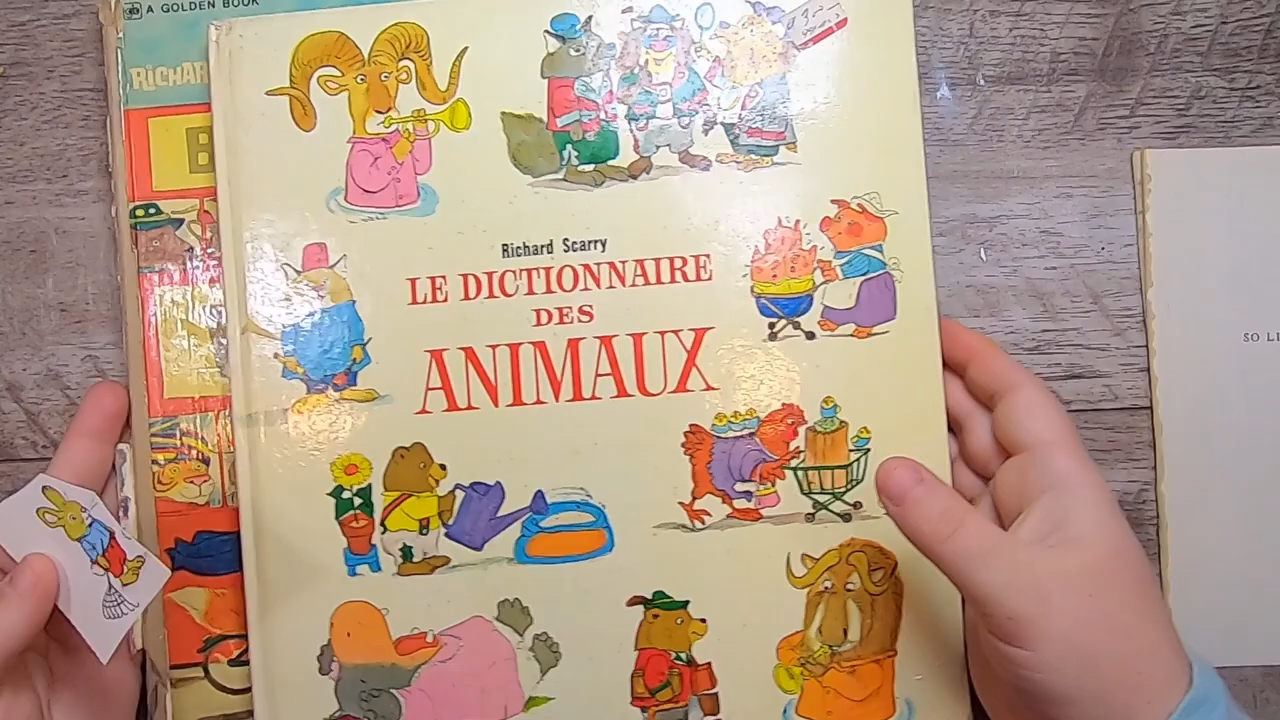 A GOLDEN BOOK
RICHAR
B
Richard Scarry
LE DICTIONNAIRE
DES
ANIMAUX
SO LI